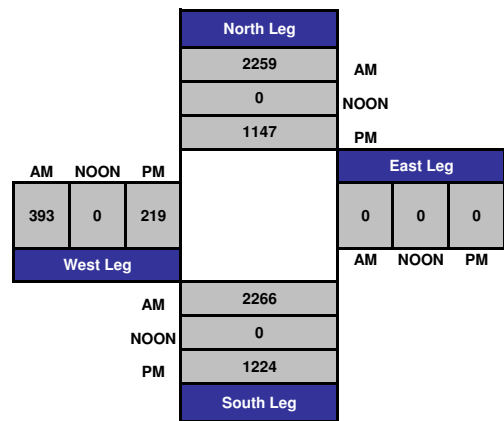 North Leg
2259
AM
0
NOON
1147
PM
AM NOON PM
East Leg
393 0 219
0 0 0
West Leg
AM NOON PM
AM
2266
NOON
0
PM
1224
South Leg